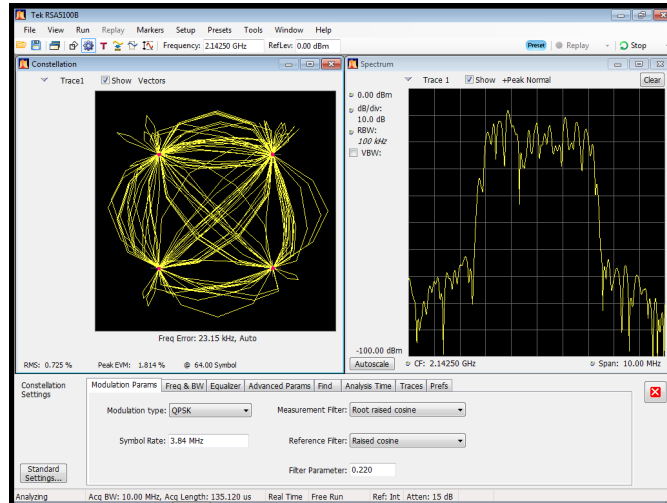 Tek RSA5100B
File View Run Replay Markers Setup Presets Tools Window Help
T Frequency: 2.14250 GHz RefLev: 0.00 dBm Preset Replay Stop
Constellation
Trace1 Show Vectors
Freq Error: 23.15 kHz, Auto
RMS: 0.725 % Peak EVM: 1.814 % @ 64.00 Symbol
Spectrum
Trace 1 Show +Peak Normal Clear
0.00 dBm
dB/div:
10.0 dB
RBW:
100 kHz
VBW:
-100.00 dBm
Autoscale CF: 2.14250 GHz Span: 10.00 MHz
Constellation
Settings
Modulation Params Freq & BW Equalizer Advanced Params Find Analysis Time Traces Prefs
Modulation type: QPSK Measurement Filter: Root raised cosine
Symbol Rate: 3.84 MHz Reference Filter: Raised cosine
Filter Parameter: 0.220
Standard
Settings...
Analyzing Acq BW: 10.00 MHz, Acq Length: 135.120 us Real Time Free Run Ref: Int Atten: 15 dB